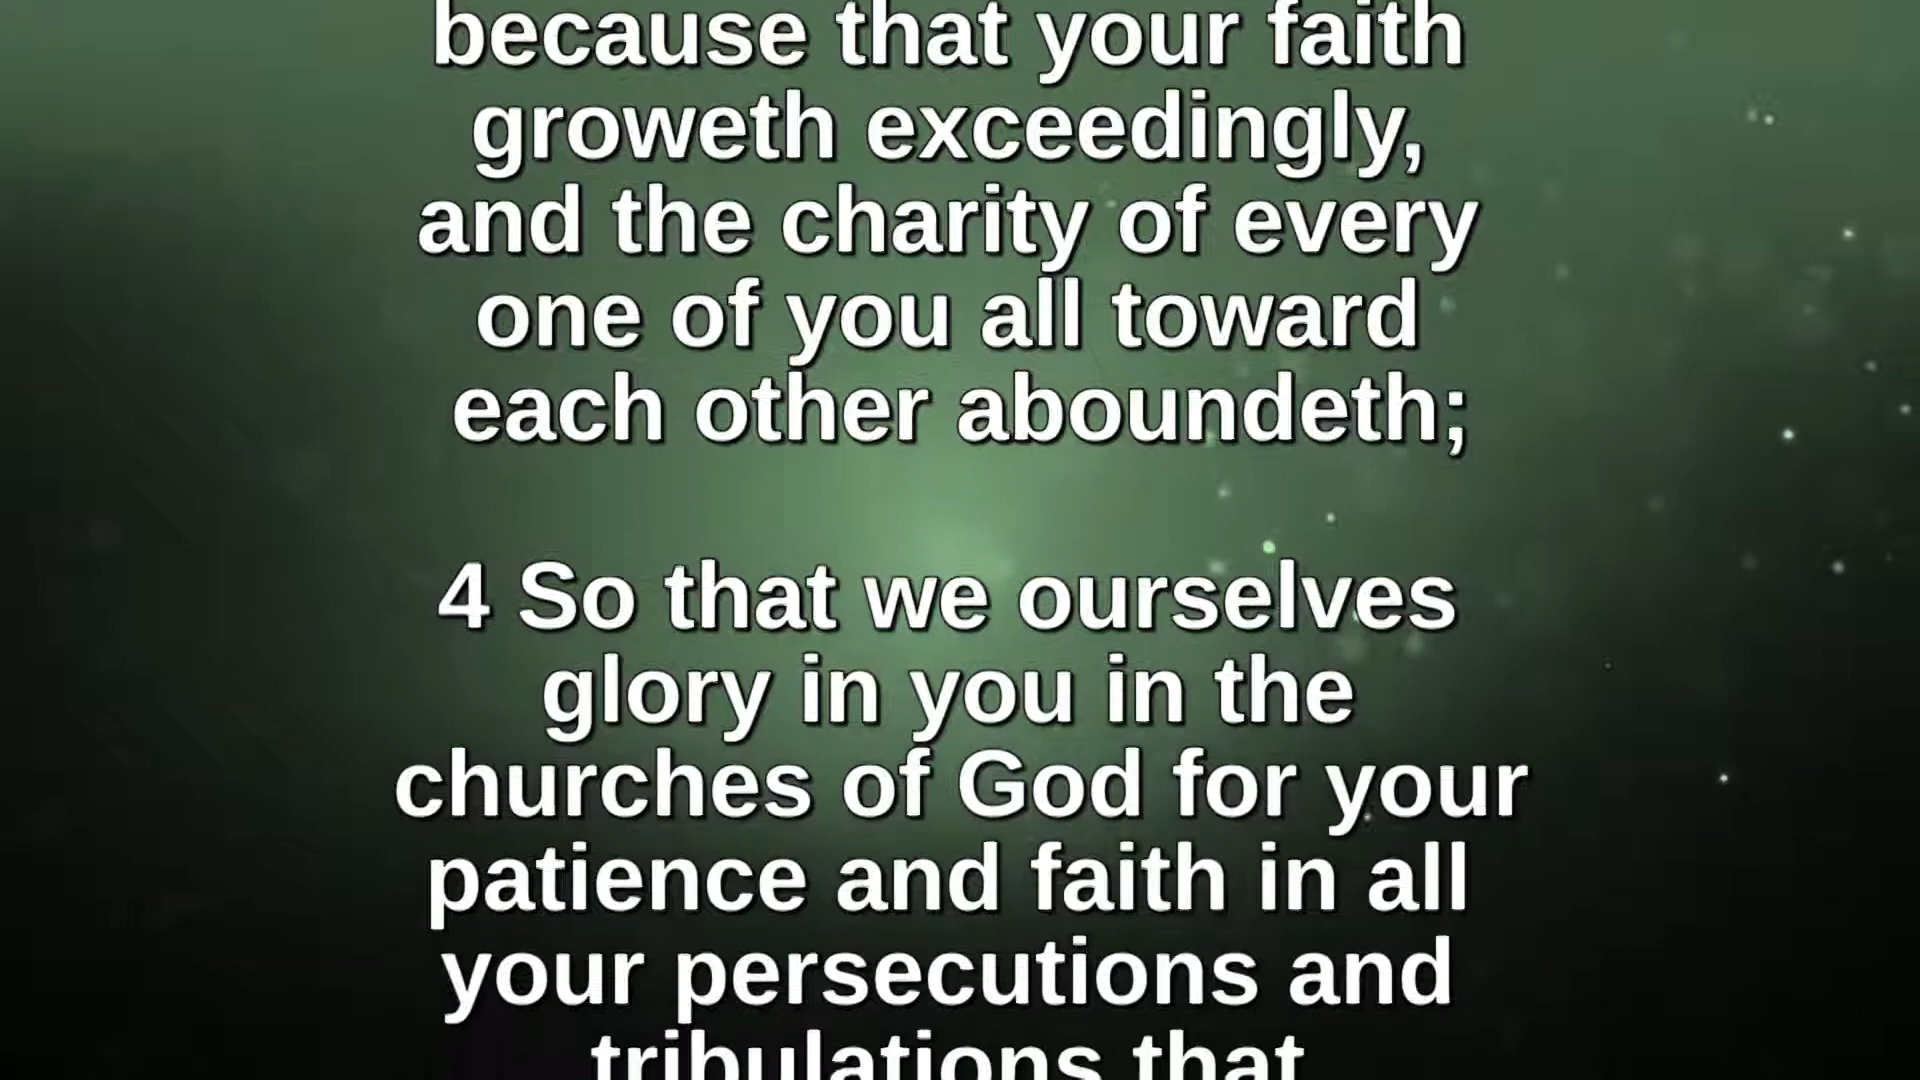 because that your faith
groweth exceedingly,
and the charity of every
one of you all toward
each other aboundeth;
4 So that we ourselves
glory in you in the
churches of God for your
patience and faith in all
your persecutions and
tribulations that